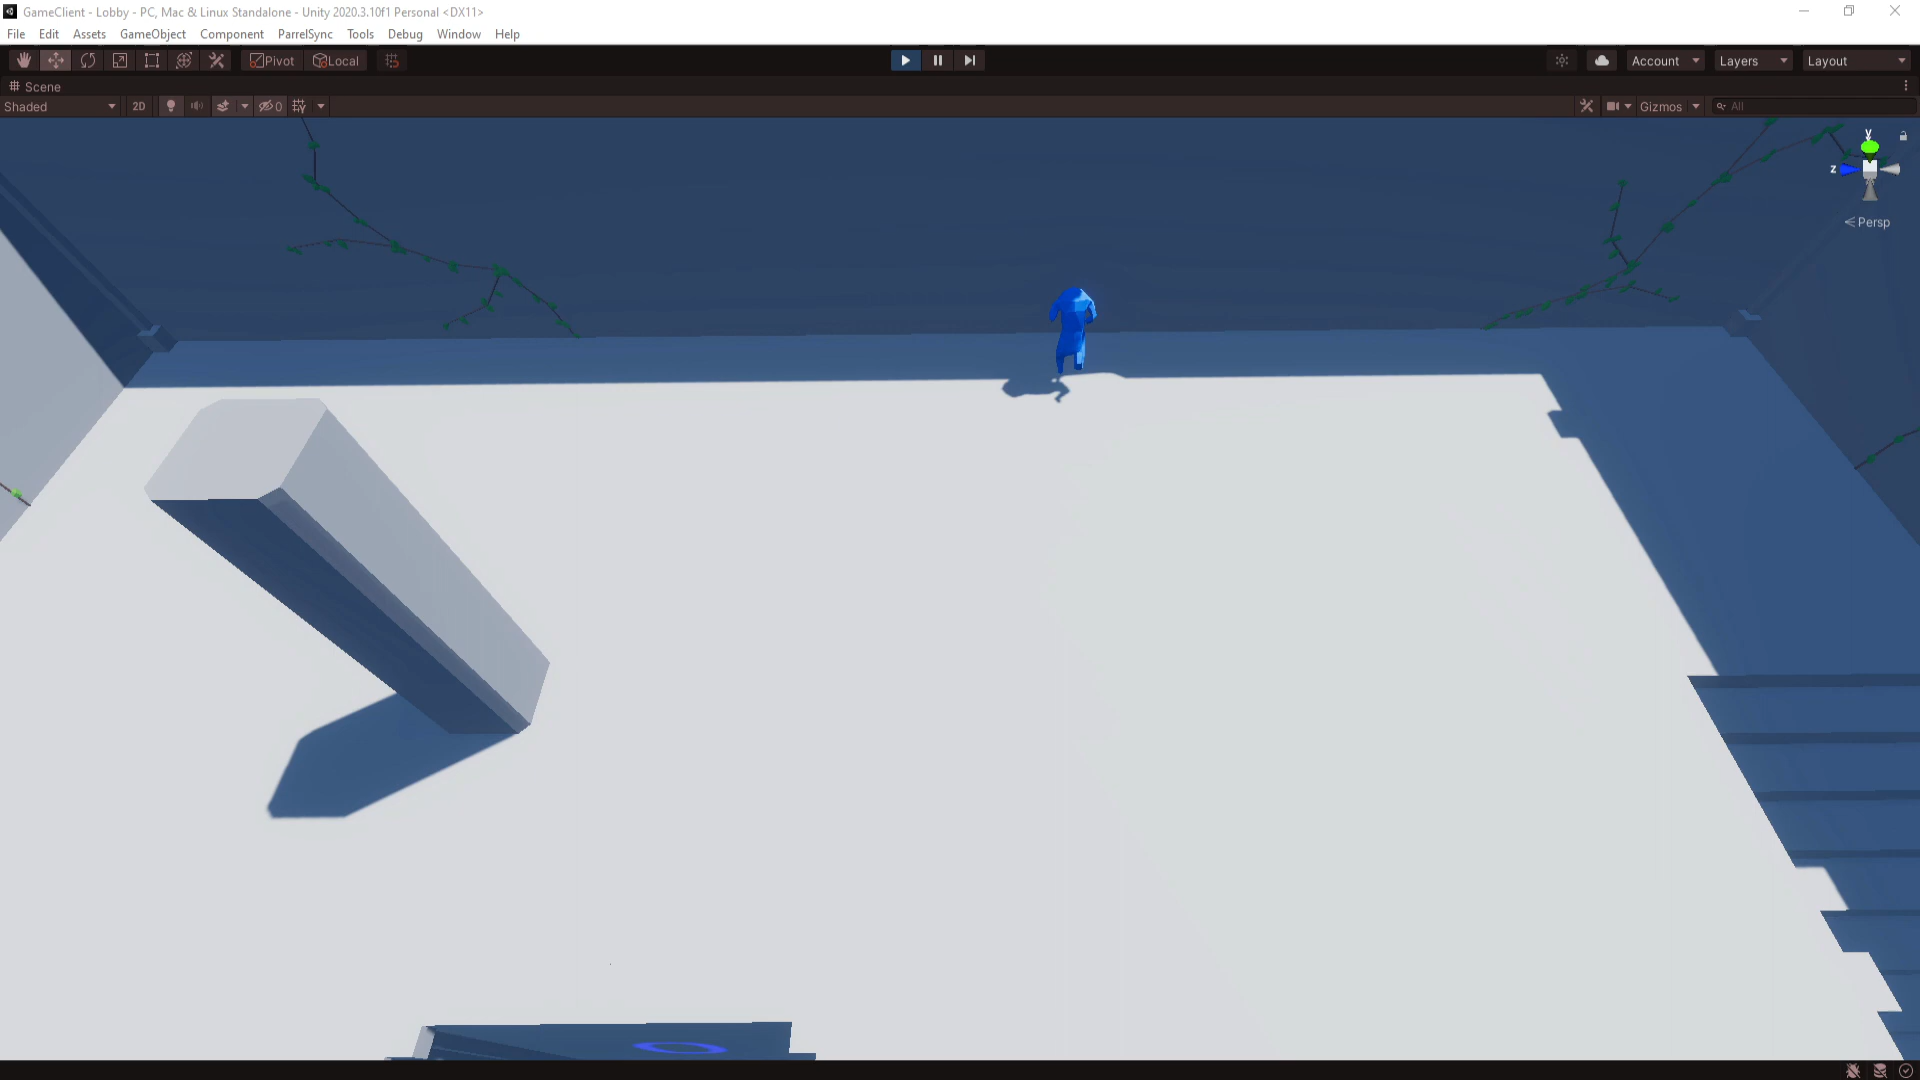 GameClient - Lobby - PC, Mac & Linux Standalone - Unity 2020.3.10f1 Personal <DX11>
File Edit Assets GameObject Component ParrelSync Tools Debug Window Help
Pivot Local Account Layers Layout
Scene
Shaded 2D 0 Gizmos All
y
z
Persp